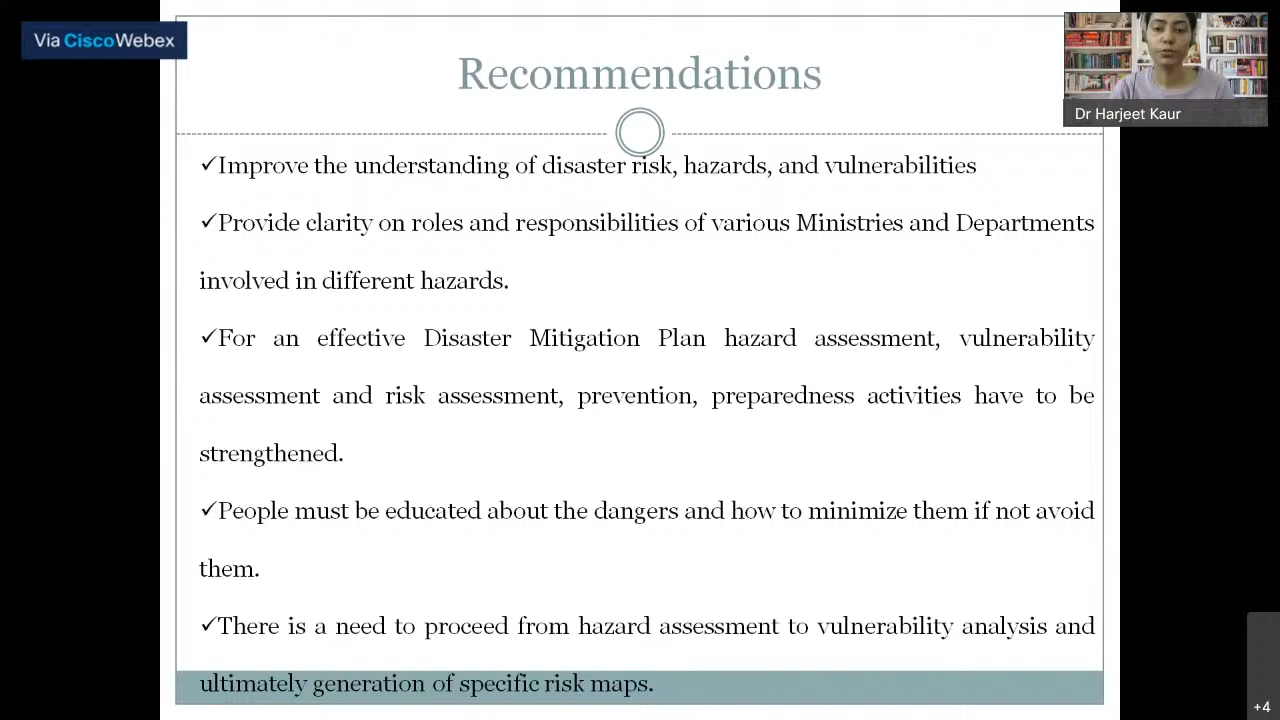 Via CiscoWebex
Recommendations
Dr Harjeet Kaur
✓Improve the understanding of disaster risk, hazards, and vulnerabilities
✓Provide clarity on roles and responsibilities of various Ministries and Departments
involved in different hazards.
✓For an effective Disaster Mitigation Plan hazard assessment, vulnerability
assessment and risk assessment, prevention, preparedness activities have to be
strengthened.
✓People must be educated about the dangers and how to minimize them if not avoid
them.
✓There is a need to proceed from hazard assessment to vulnerability analysis and
ultimately generation of specific risk maps.
+4